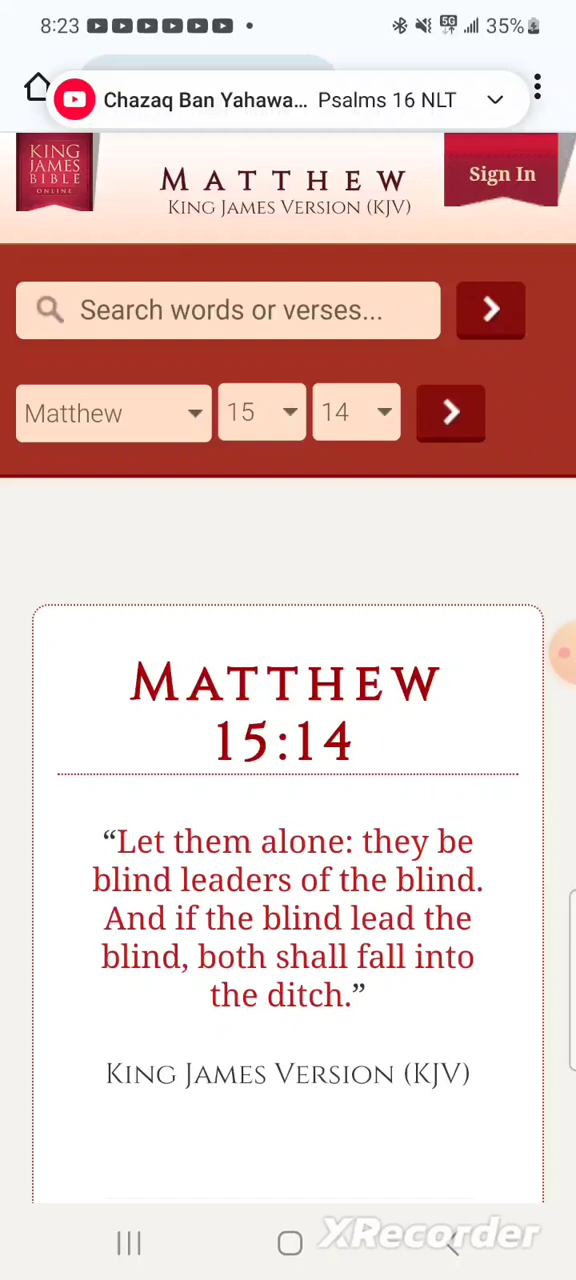 8:23
5G
35%
Chazaq Ban Yahawa... Psalms 16 NLT
KING
JAMES
BIBLE
ONLINE
MATTHEW
KING JAMES VERSION (KJV)
Sign In
Search words or verses...
Matthew 15 14
MATTHEW
15:14
“Let them alone: they be
blind leaders of the blind.
And if the blind lead the
blind, both shall fall into
the ditch.”
KING JAMES VERSION (KJV)
XRecorder